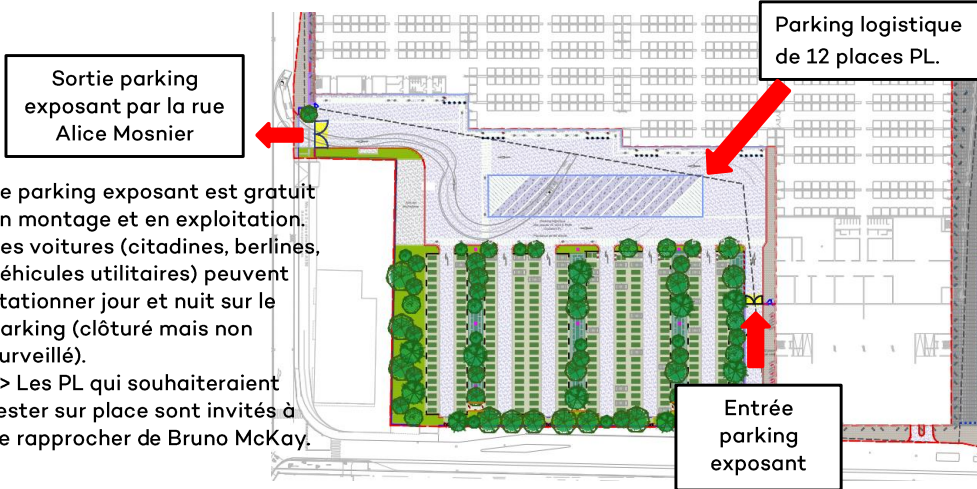 Parking logistique
de 12 places PL.
Sortie parking
exposant par la rue
Alice Mosnier
e parking exposant est gratuit
n montage et en exploitation.
es voitures (citadines, berlines,
éhicules utilitaires) peuvent
tationner jour et nuit sur le
arking (clôturé mais non
urveillé).
> Les PL qui souhaiteraient
ester sur place sont invités à
e rapprocher de Bruno McKay.
Entrée
parking
exposant